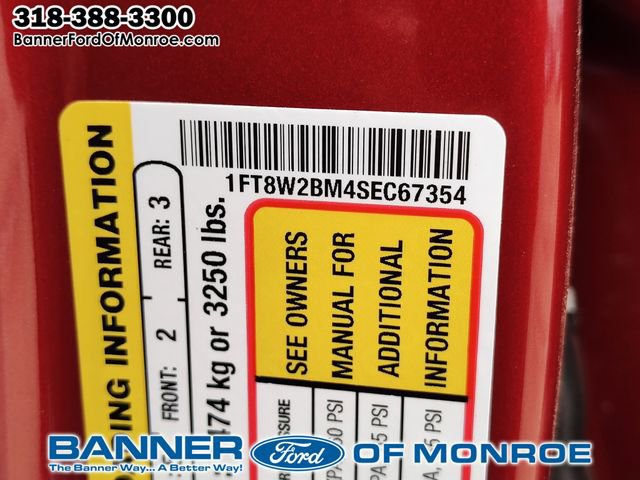 318-388-3300
BannerFordOfMonroe.com
1FT8W2BM4SEC67354
INFORMATION
FRONT: 2 REAR: 3
kg or 3250 lbs.
SEE OWNERS
MANUAL FOR
ADDITIONAL
INFORMATION
PSI
PSI
PSI
BANNER Ford OF MONROE
The Banner Way... A Better Way!